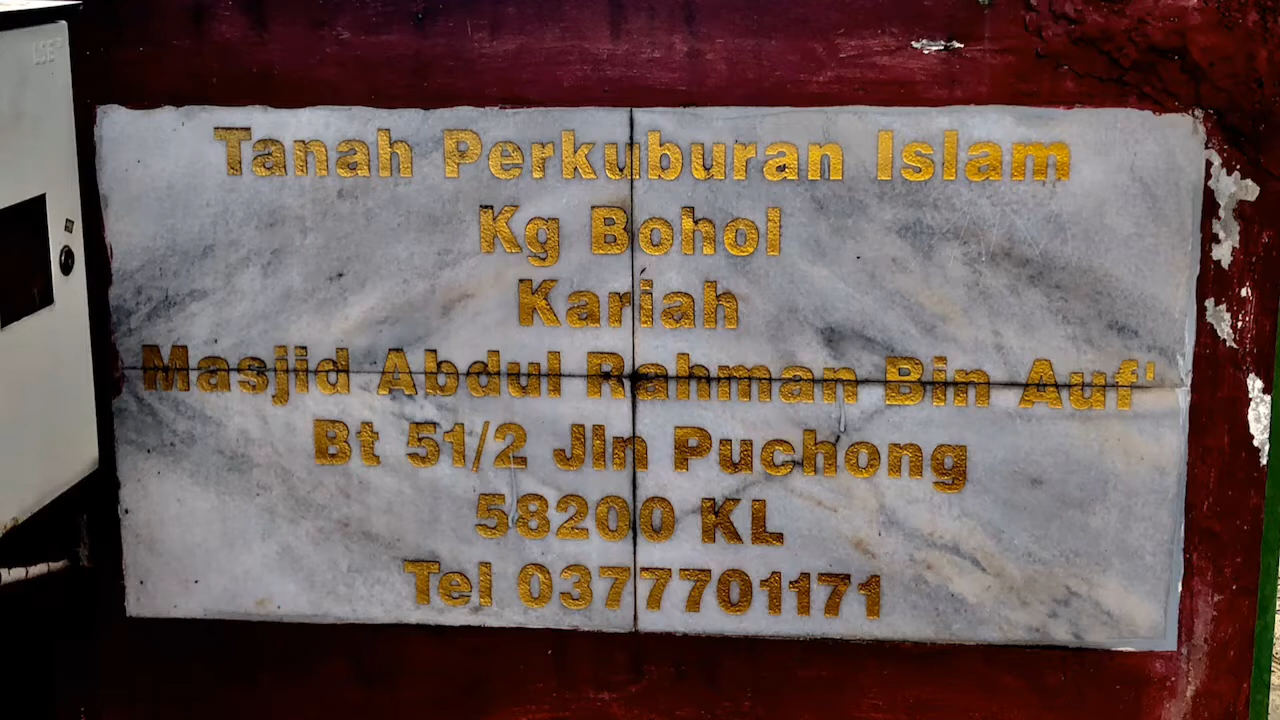 Tanah Perkuburan Islam
Kg Bohol
Kariah
Masjid Abdul Rahman Bin Auf'
Bt 51/2 Jln Puchong
58200 KL
Tel 0377701171